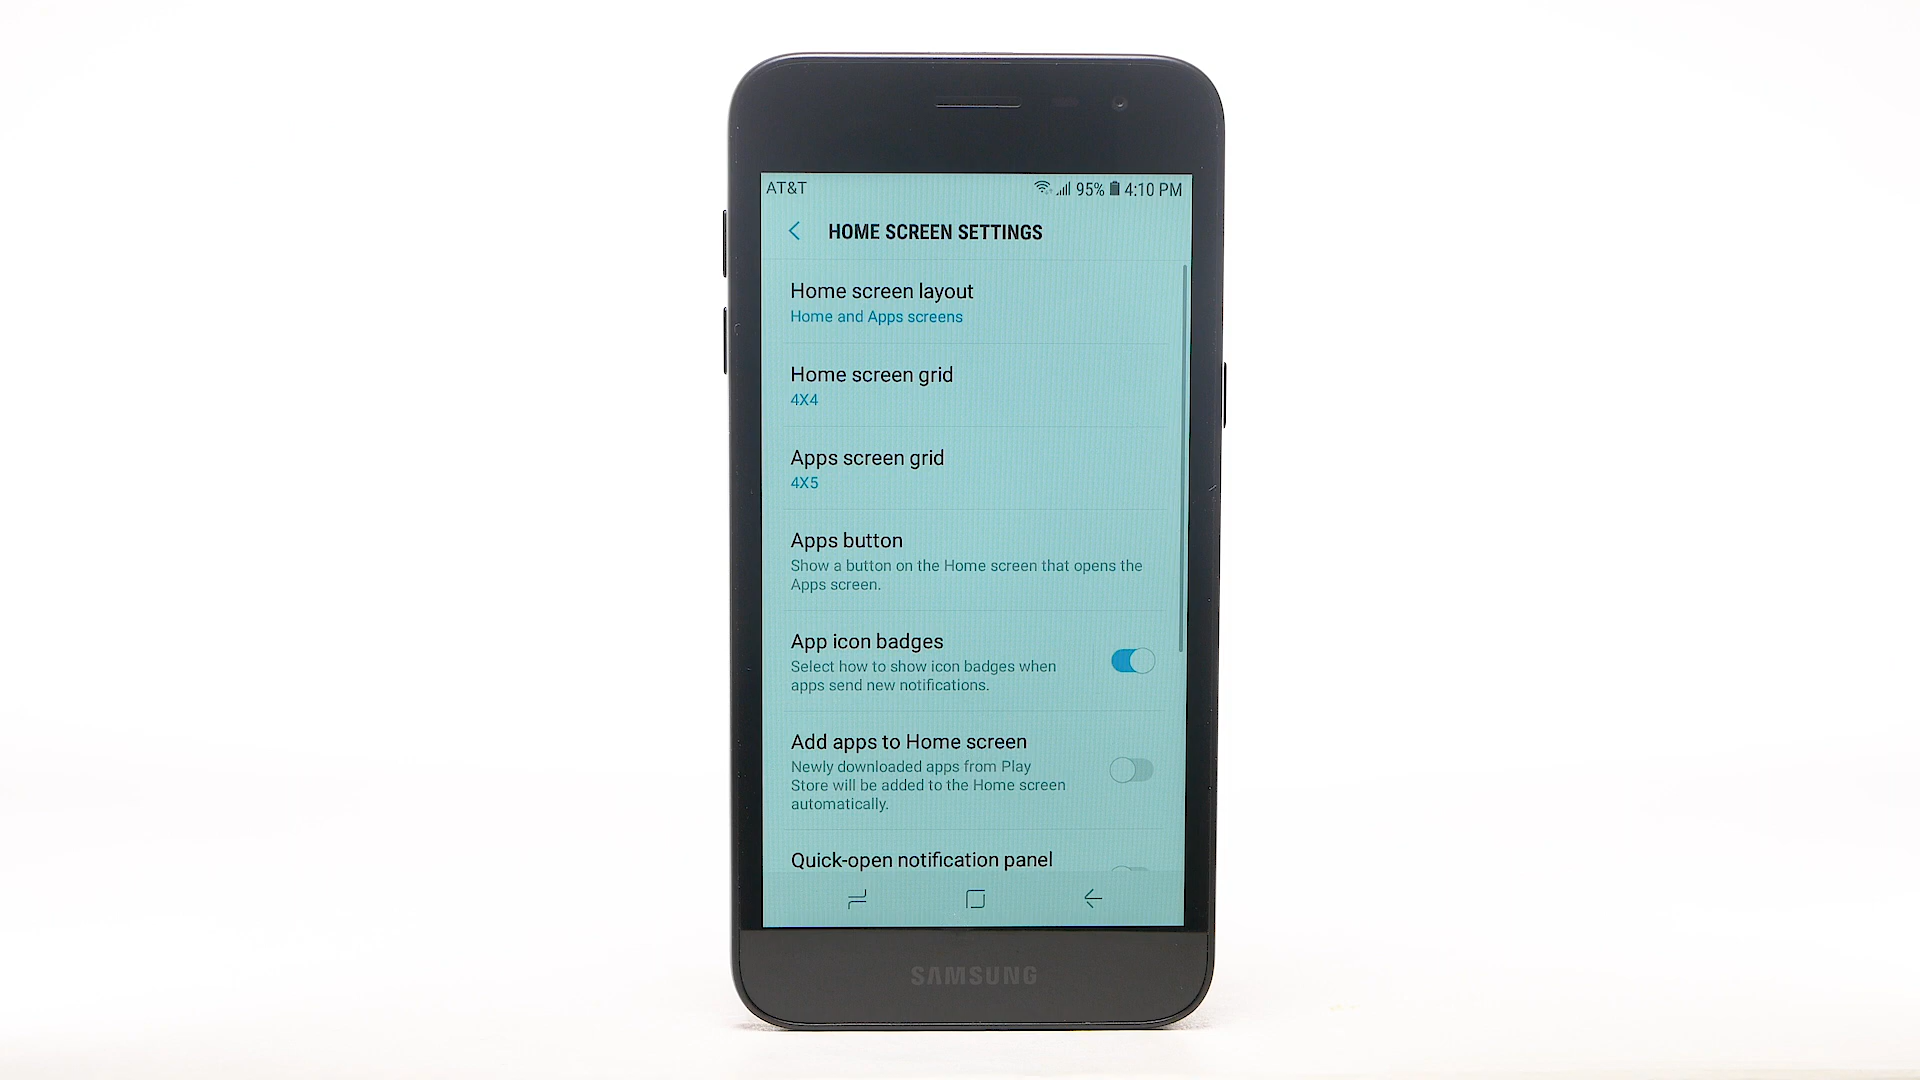 AT&T 95% 4:10 PM
HOME SCREEN SETTINGS
Home screen layout
Home and Apps screens
Home screen grid
4X4
Apps screen grid
4X5
Apps button
Show a button on the Home screen that opens the
Apps screen.
App icon badges
Select how to show icon badges when
apps send new notifications.
Add apps to Home screen
Newly downloaded apps from Play
Store will be added to the Home screen
automatically.
Quick-open notification panel
SAMSUNG